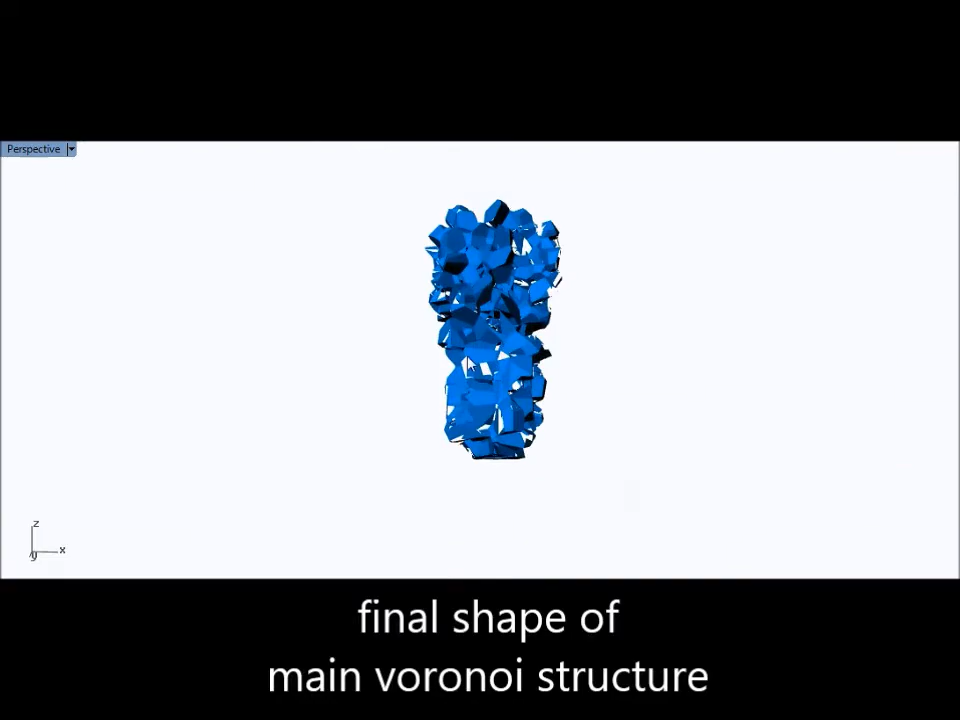 Perspective
z
x
y
final shape of
main voronoi structure